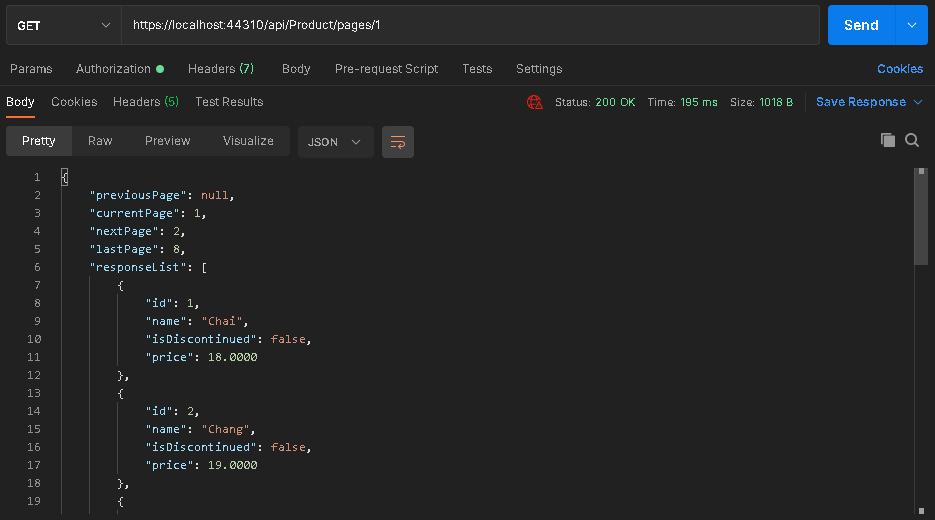 GET https://localhost:44310/api/Product/pages/1 Send
Params Authorization Headers (7) Body Pre-request Script Tests Settings Cookies
Body Cookies Headers (5) Test Results Status: 200 OK Time: 195 ms Size: 1018 B Save Response
Pretty Raw Preview Visualize JSON
1 {
2 "previousPage": null,
3 "currentPage": 1,
4 "nextPage": 2,
5 "lastPage": 8,
6 "responseList": [
7 {
8 "id": 1,
9 "name": "Chai",
10 "isDiscontinued": false,
11 "price": 18.0000
12 },
13 {
14 "id": 2,
15 "name": "Chang",
16 "isDiscontinued": false,
17 "price": 19.0000
18 },
19 {